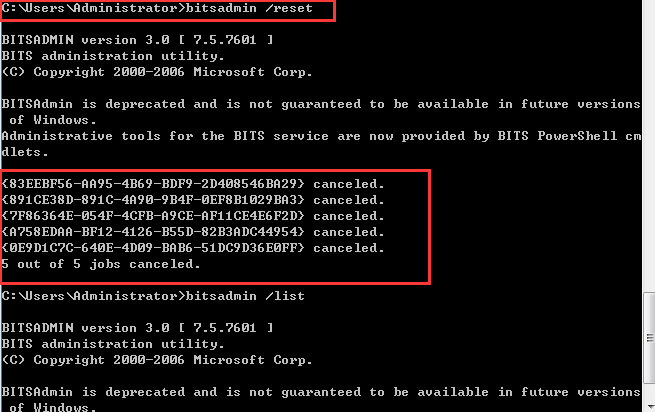 C:\Users\Administrator>bitsadmin /reset
BITSADMIN version 3.0 [ 7.5.7601 ]
BITS administration utility.
(C) Copyright 2000-2006 Microsoft Corp.
BITSAdmin is deprecated and is not guaranteed to be available in future versions
of Windows.
Administrative tools for the BITS service are now provided by BITS PowerShell cm
dlets.
{83EEBF56-AA95-4B69-BDF9-2D408546BA29} canceled.
{891CE38D-891C-4A90-9B4F-0EF8B1029BA3} canceled.
{7F86364E-054F-4CFB-A9CE-AF11CE4E6F2D} canceled.
{A758EDAA-BF12-4126-B55D-82B3ADC44954} canceled.
{0E9D1C7C-640E-4D09-BAB6-51DC9D36E0FF} canceled.
5 out of 5 jobs canceled.
C:\Users\Administrator>bitsadmin /list
BITSADMIN version 3.0 [ 7.5.7601 ]
BITS administration utility.
(C) Copyright 2000-2006 Microsoft Corp.
BITSAdmin is deprecated and is not guaranteed to be available in future versions
of Windows.